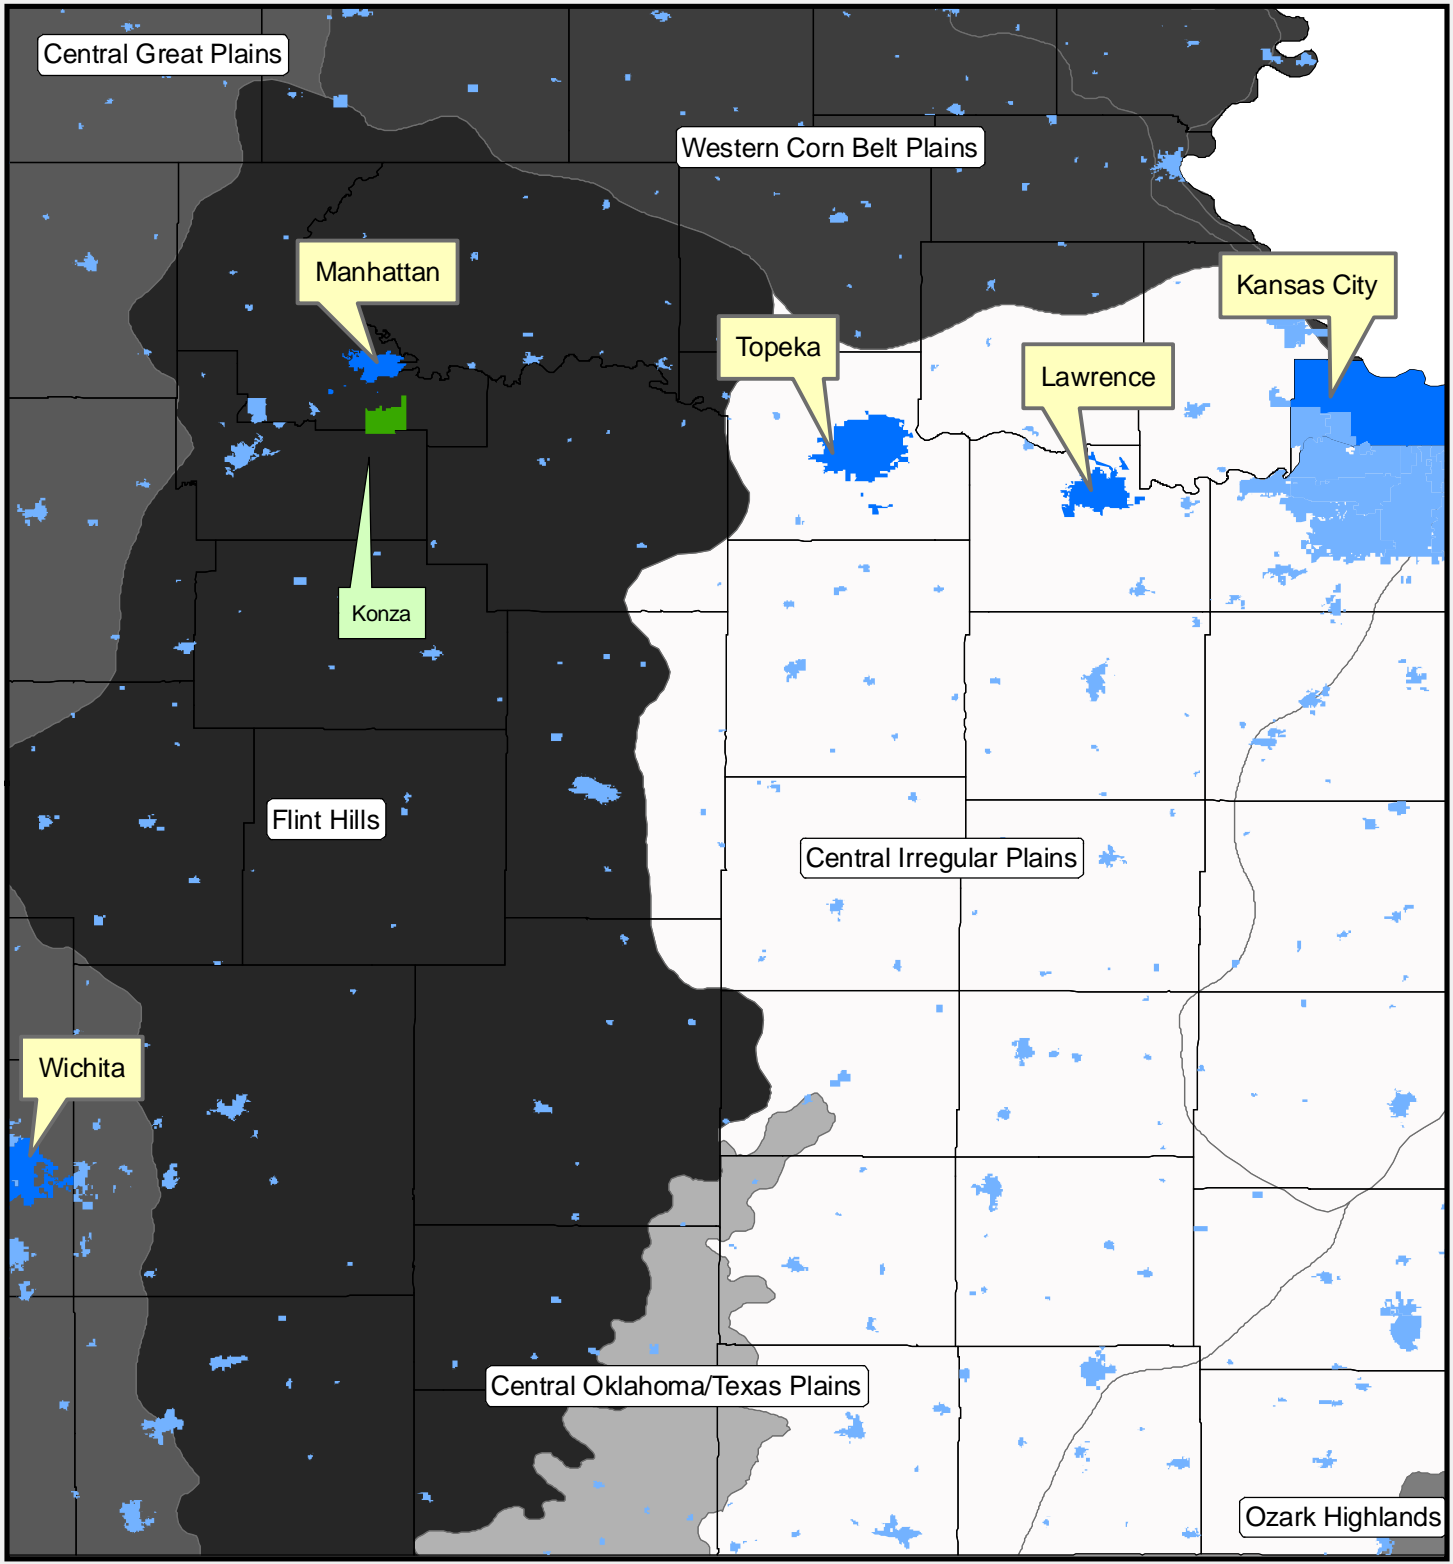 Central Great Plains
Western Corn Belt Plains
Manhattan
Kansas City
Topeka
Lawrence
Konza
Flint Hills
Central Irregular Plains
Wichita
Central Oklahoma/Texas Plains
Ozark Highlands